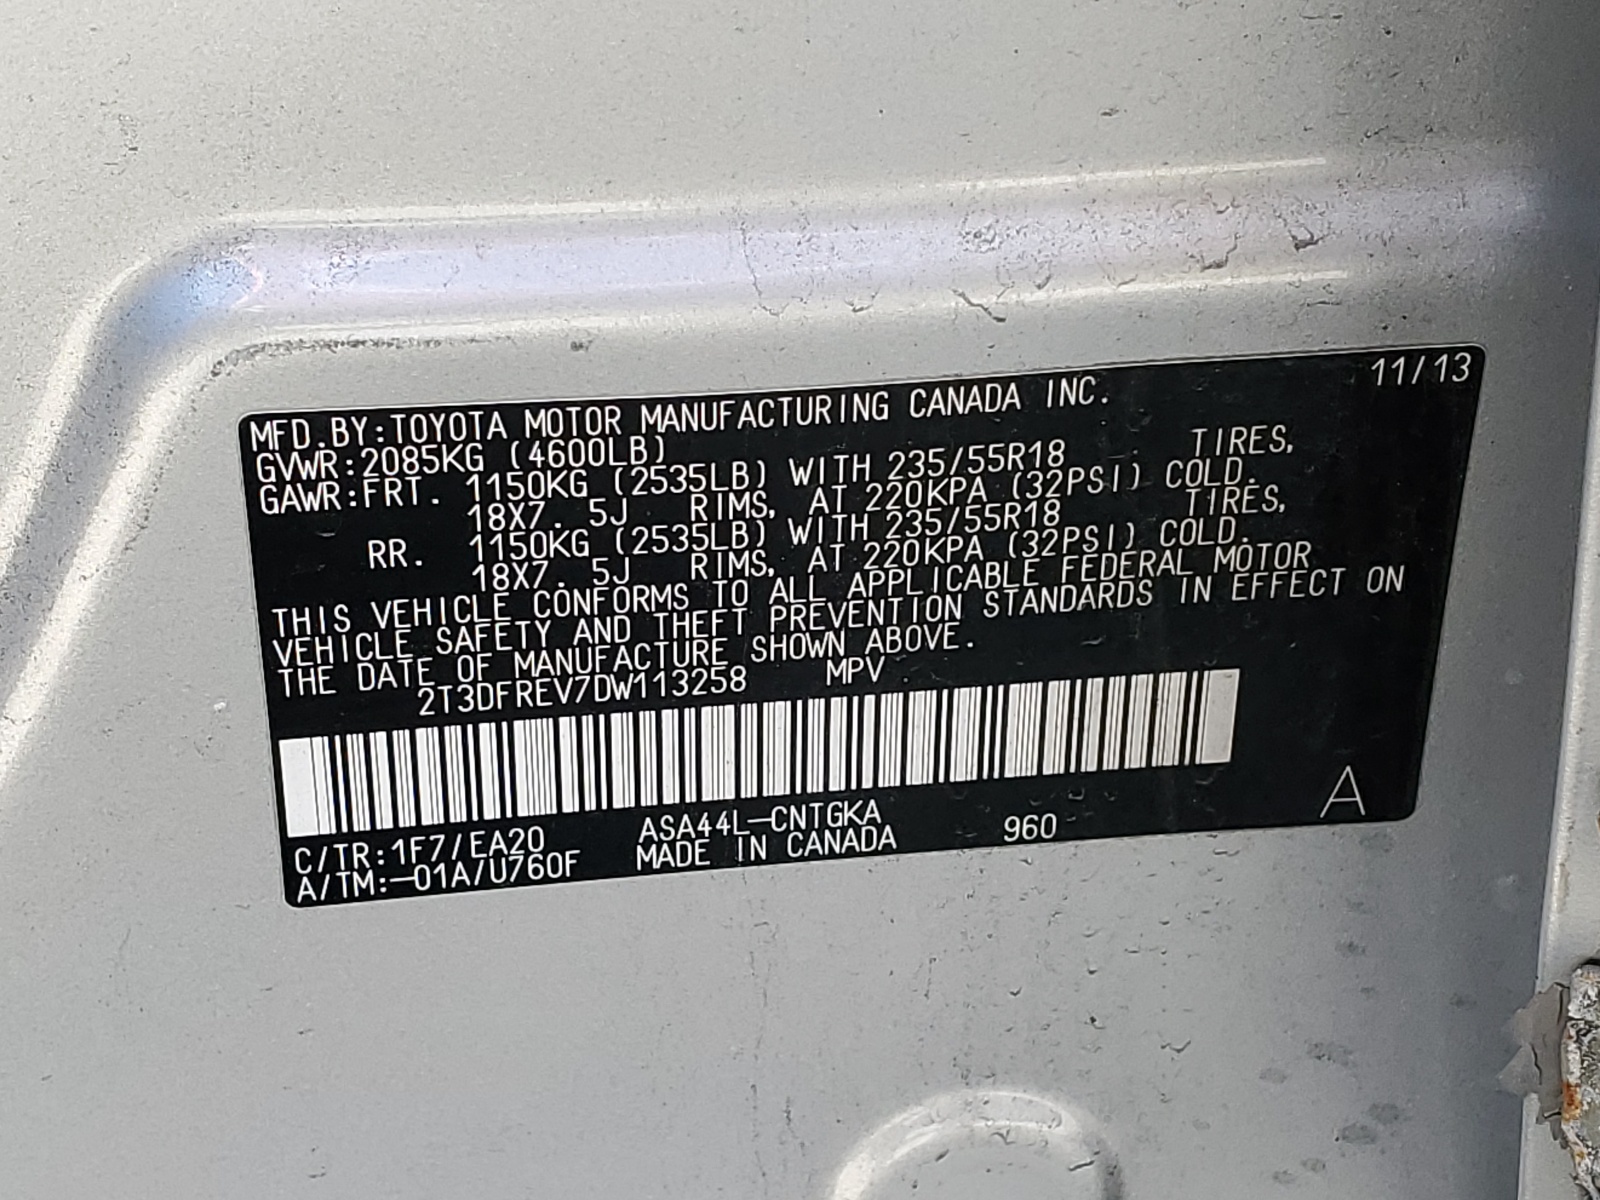 11/13
MFD.BY:TOYOTA MOTOR MANUFACTURING CANADA INC.
GVWR:2085KG (4600LB)
GAWR:FRT. 1150KG (2535LB) WITH 235/55R18 TIRES,
18X7.5J RIMS, AT 220KPA (32PSI) COLD.
RR. 1150KG (2535LB) WITH 235/55R18 TIRES,
18X7.5J RIMS, AT 220KPA (32PSI) COLD.
THIS VEHICLE CONFORMS TO ALL APPLICABLE FEDERAL MOTOR
VEHICLE SAFETY AND THEFT PREVENTION STANDARDS IN EFFECT ON
THE DATE OF MANUFACTURE SHOWN ABOVE.
2T3DFREV7DW113258 MPV
C/TR:1F7/EA20 ASA44L-CNTGKA 960 A
A/TM:-01A/U760F MADE IN CANADA